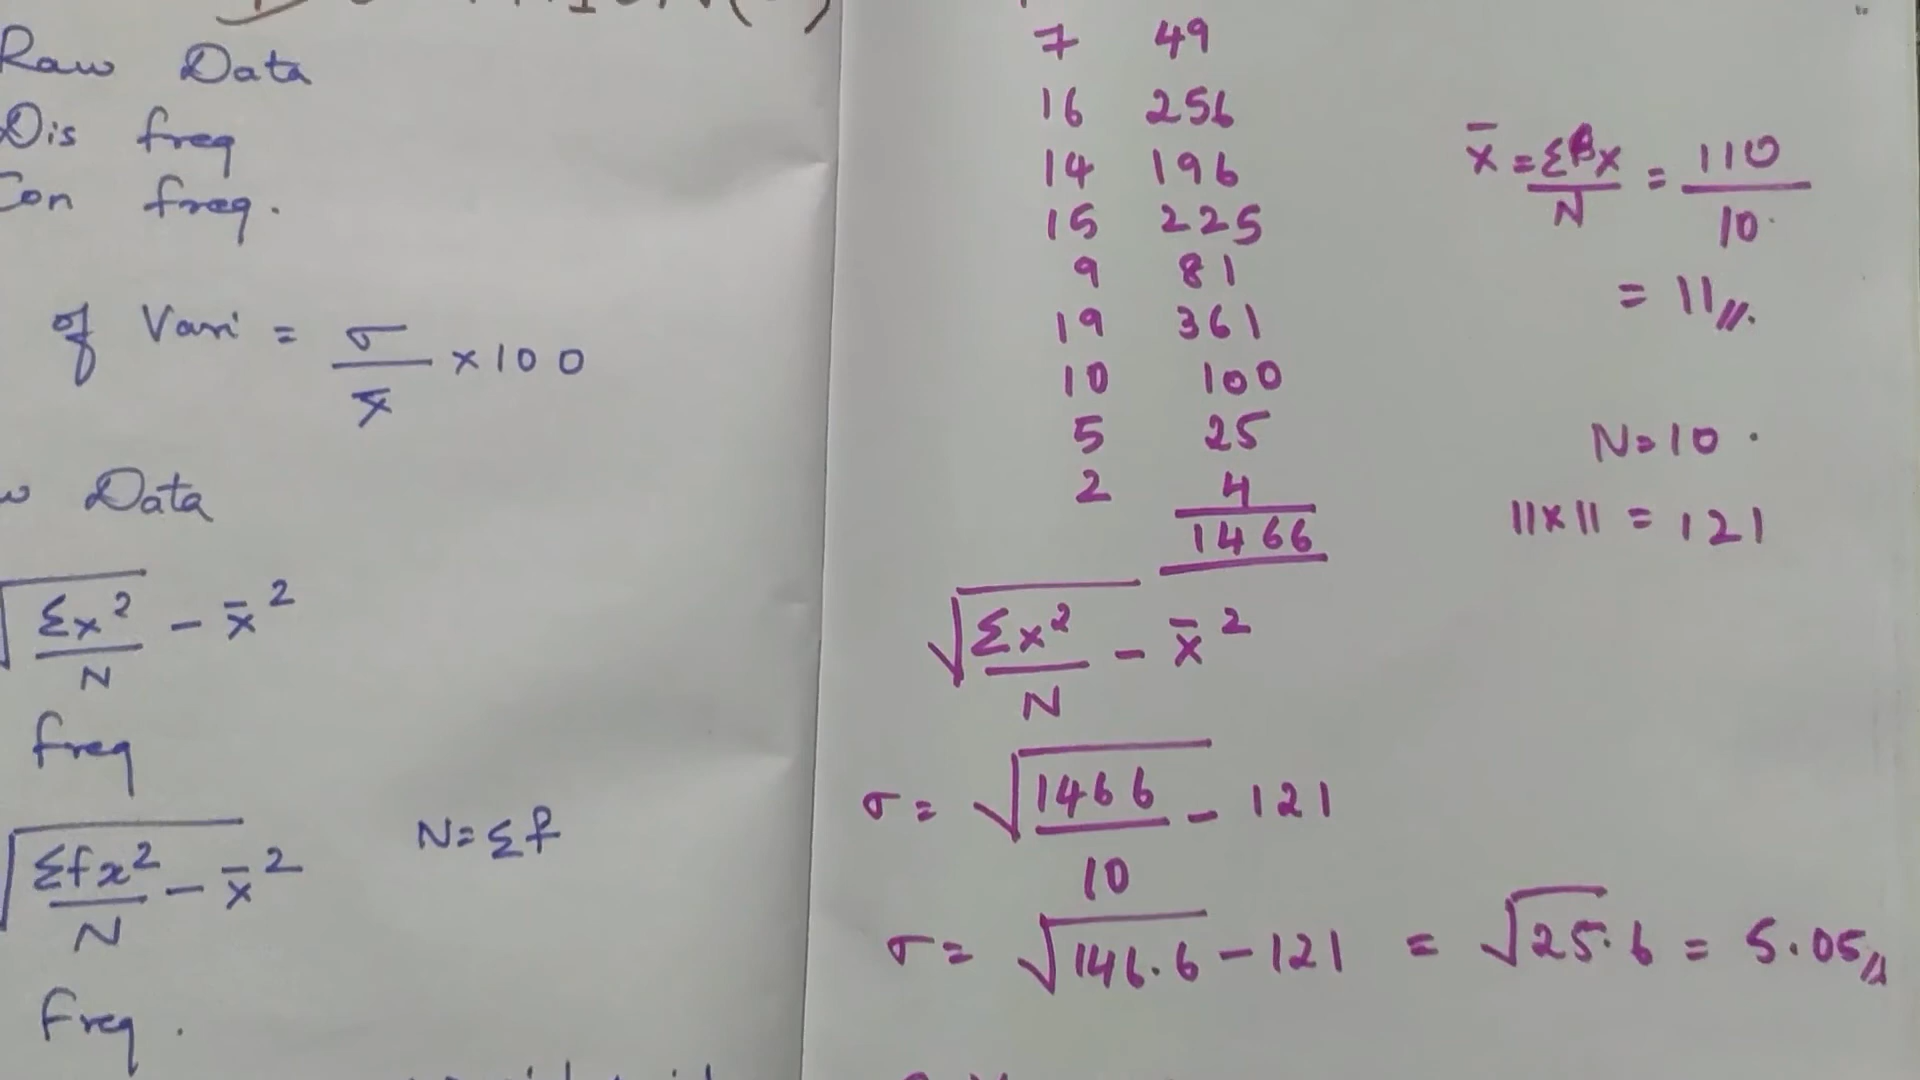 Raw Data
Dis freq
Con freq.
of Vari = σ/x̄ × 100
Data
√Σx²/N - x̄²
freq
√Σfx²/N - x̄² N=Σf
freq.
7 49
16 256
14 196
15 225
9 81
19 361
10 100
5 25
2 4
1466
√Σx²/N - x̄²
σ= √1466/10 - 121
σ= √146.6 - 121 = √25.6 = 5.05
x̄ = Σx/N = 110/10
= 11
N=10
11×11 = 121